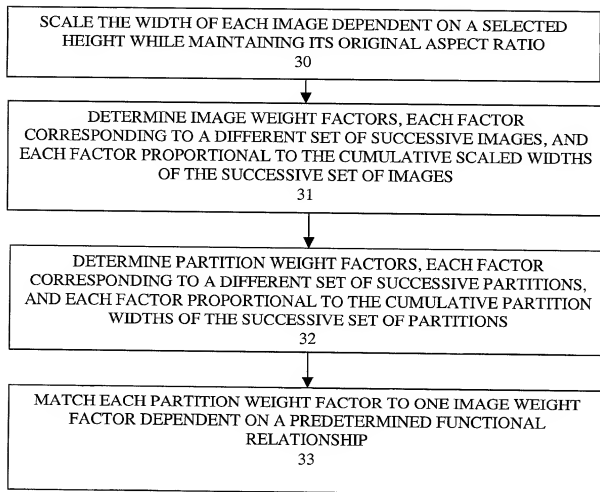 SCALE THE WIDTH OF EACH IMAGE DEPENDENT ON A SELECTED
HEIGHT WHILE MAINTAINING ITS ORIGINAL ASPECT RATIO
30
DETERMINE IMAGE WEIGHT FACTORS, EACH FACTOR
CORRESPONDING TO A DIFFERENT SET OF SUCCESSIVE IMAGES, AND
EACH FACTOR PROPORTIONAL TO THE CUMULATIVE SCALED WIDTHS
OF THE SUCCESSIVE SET OF IMAGES
31
DETERMINE PARTITION WEIGHT FACTORS, EACH FACTOR
CORRESPONDING TO A DIFFERENT SET OF SUCCESSIVE PARTITIONS,
AND EACH FACTOR PROPORTIONAL TO THE CUMULATIVE PARTITION
WIDTHS OF THE SUCCESSIVE SET OF PARTITIONS
32
MATCH EACH PARTITION WEIGHT FACTOR TO ONE IMAGE WEIGHT
FACTOR DEPENDENT ON A PREDETERMINED FUNCTIONAL
RELATIONSHIP
33